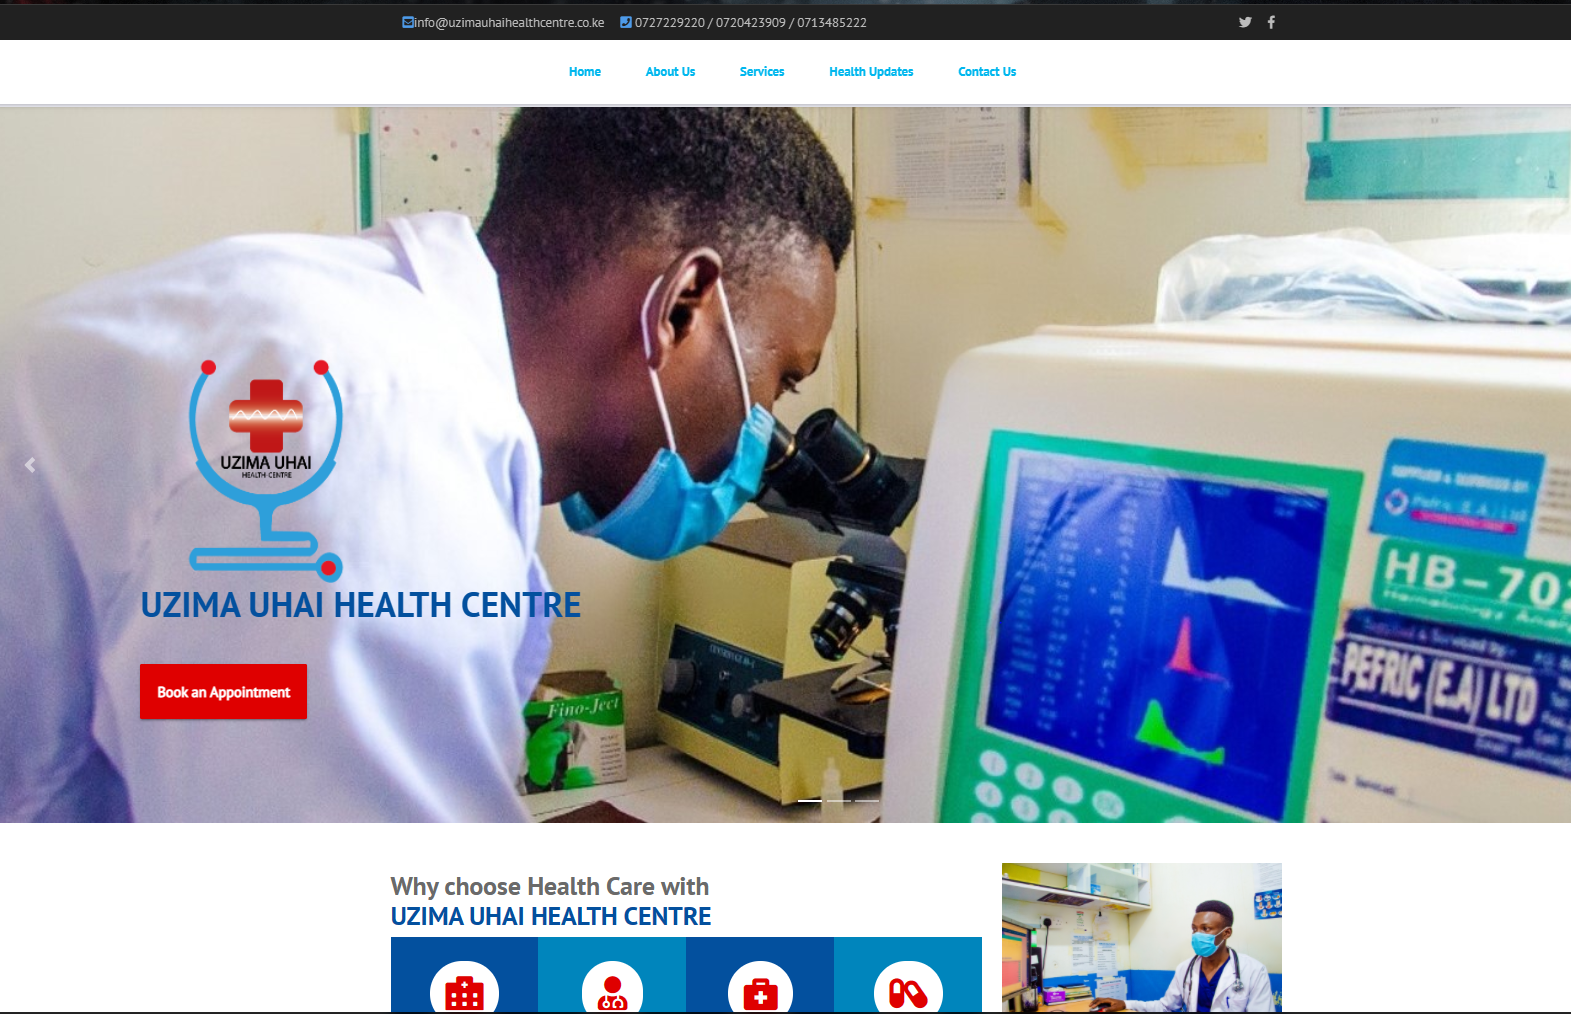 info@uzimauhaihealthcentre.co.ke 0727229220 / 0720423909 / 0713485222
Home About Us Services Health Updates Contact Us
UZIMA UHAI
HEALTH CENTRE
UZIMA UHAI HEALTH CENTRE
Book an Appointment
Fino-Ject
HB-702
PEFRIC (E.A) LTD
Why choose Health Care with
UZIMA UHAI HEALTH CENTRE